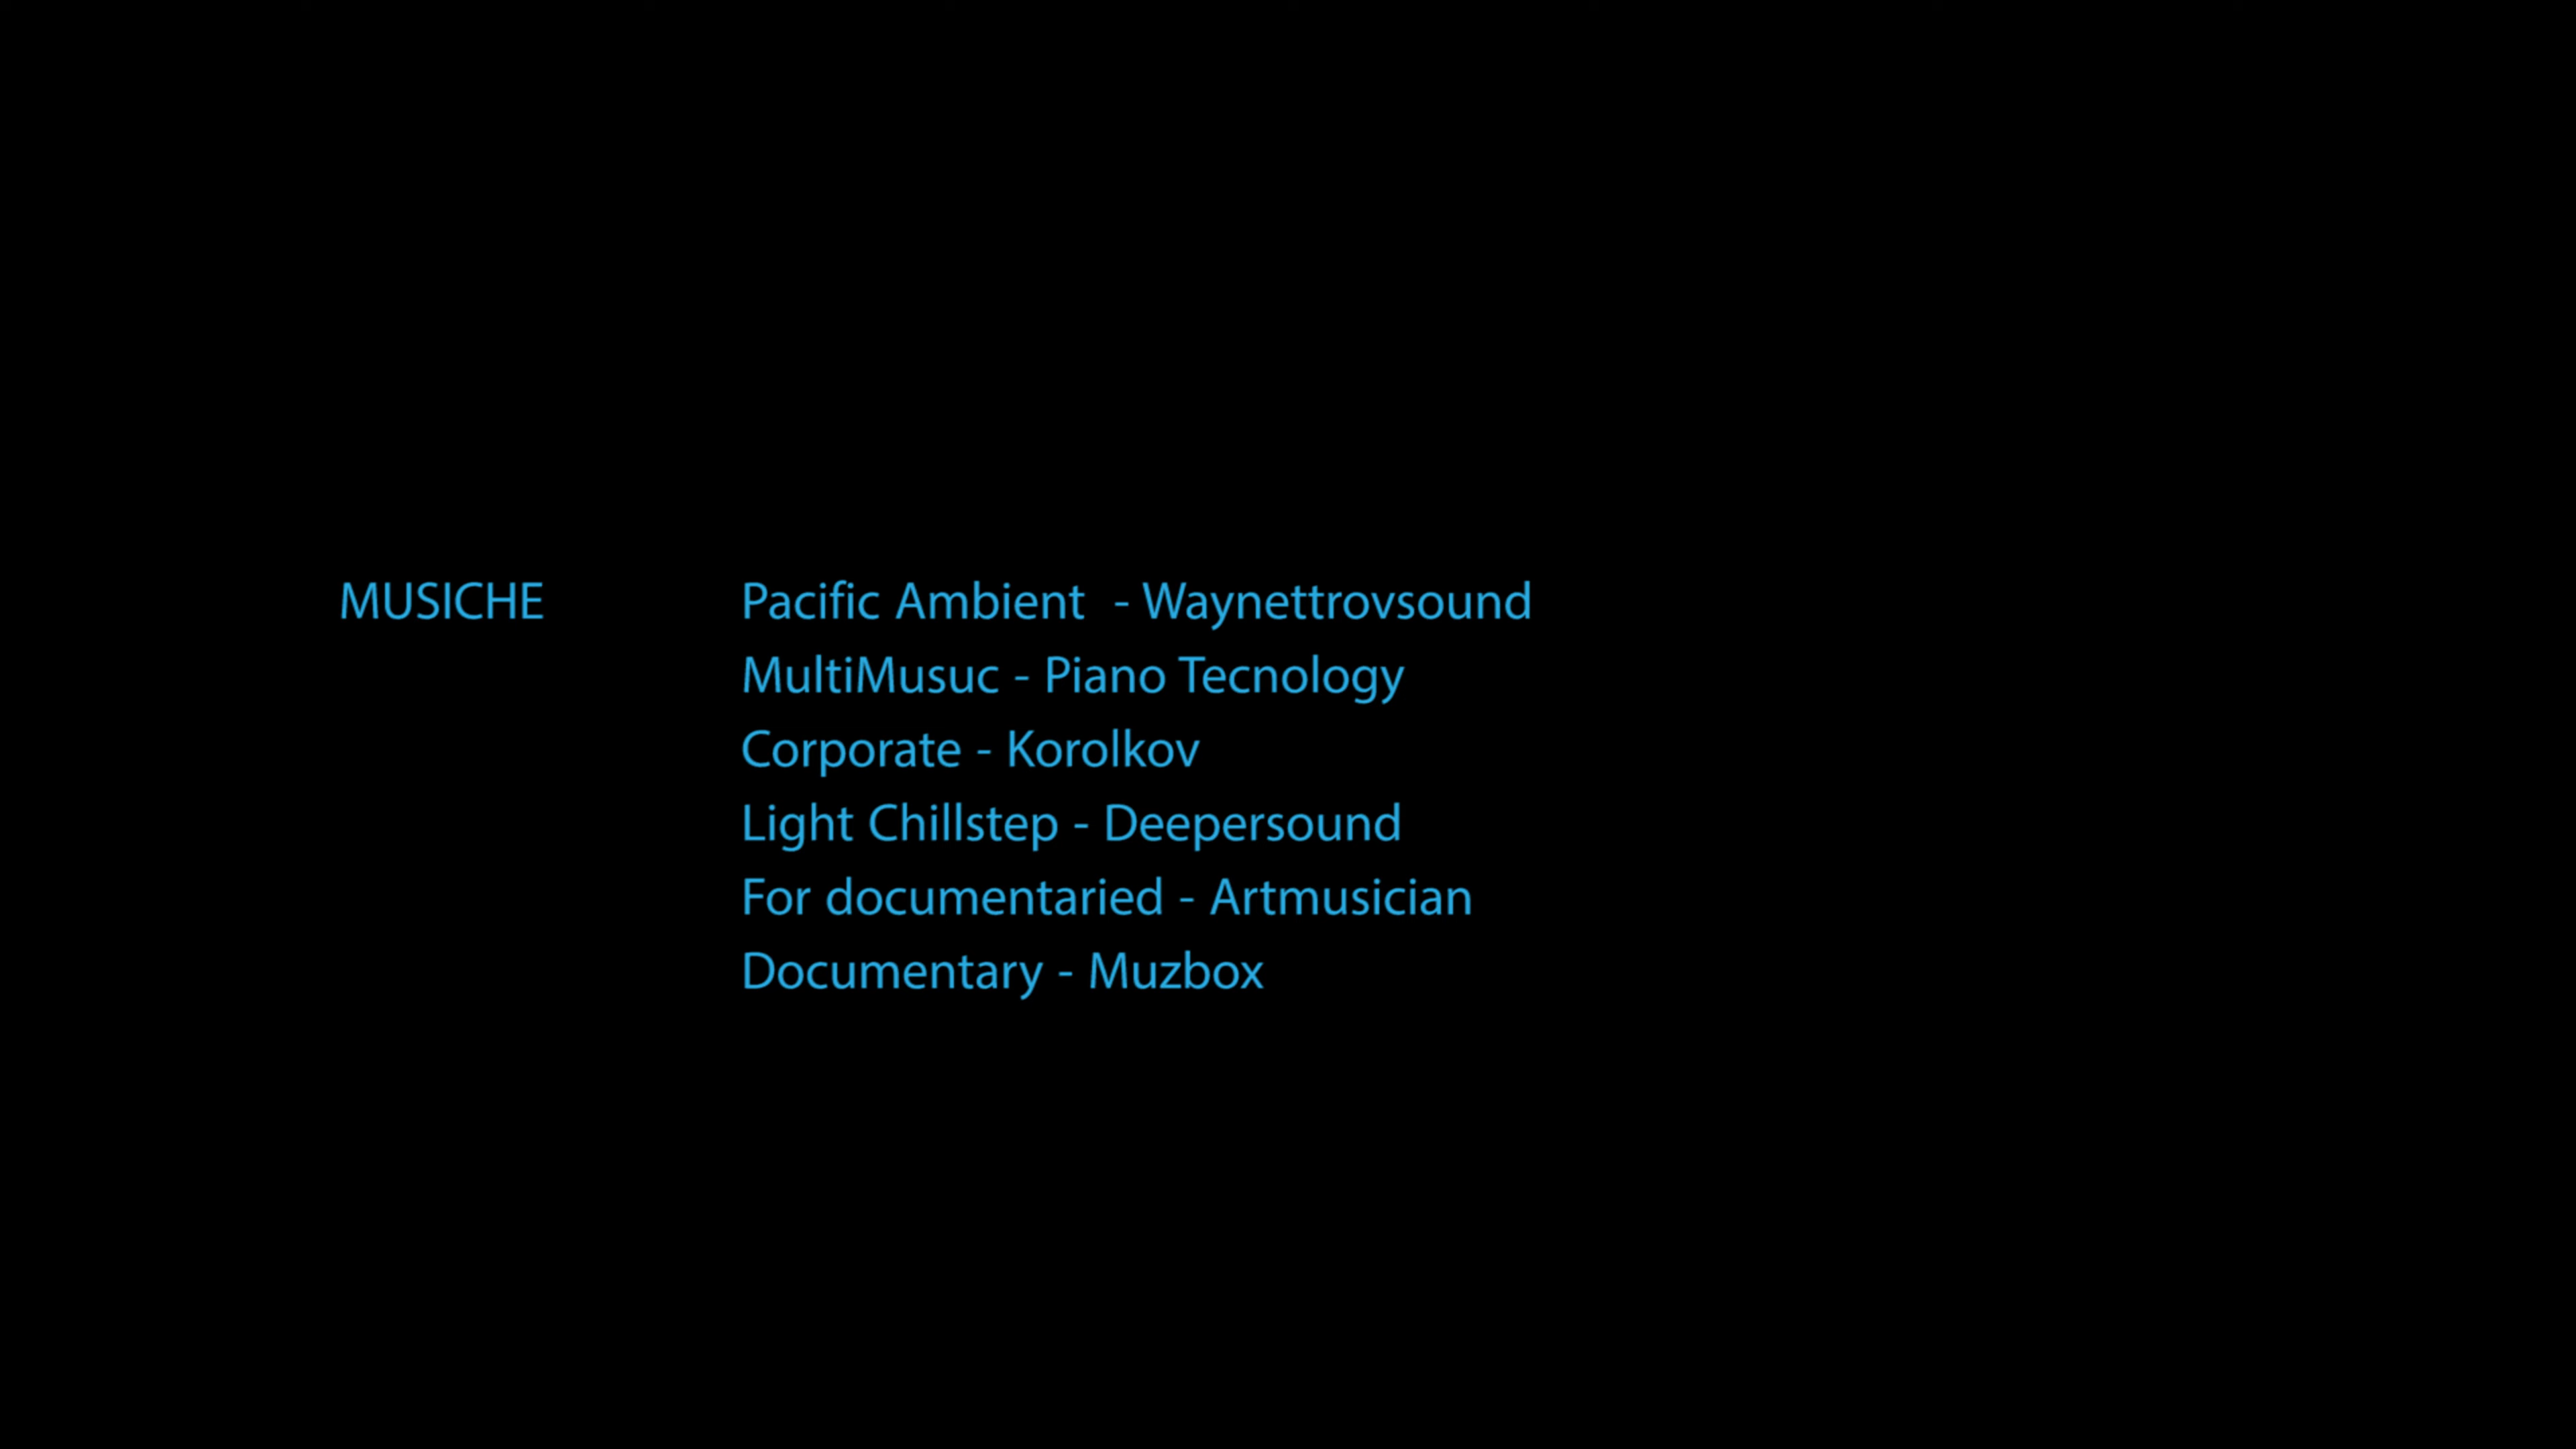 MUSICHE Pacific Ambient  - Waynettrovsound
MultiMusuc - Piano Tecnology
Corporate - Korolkov
Light Chillstep - Deepersound
For documentaried - Artmusician
Documentary - Muzbox